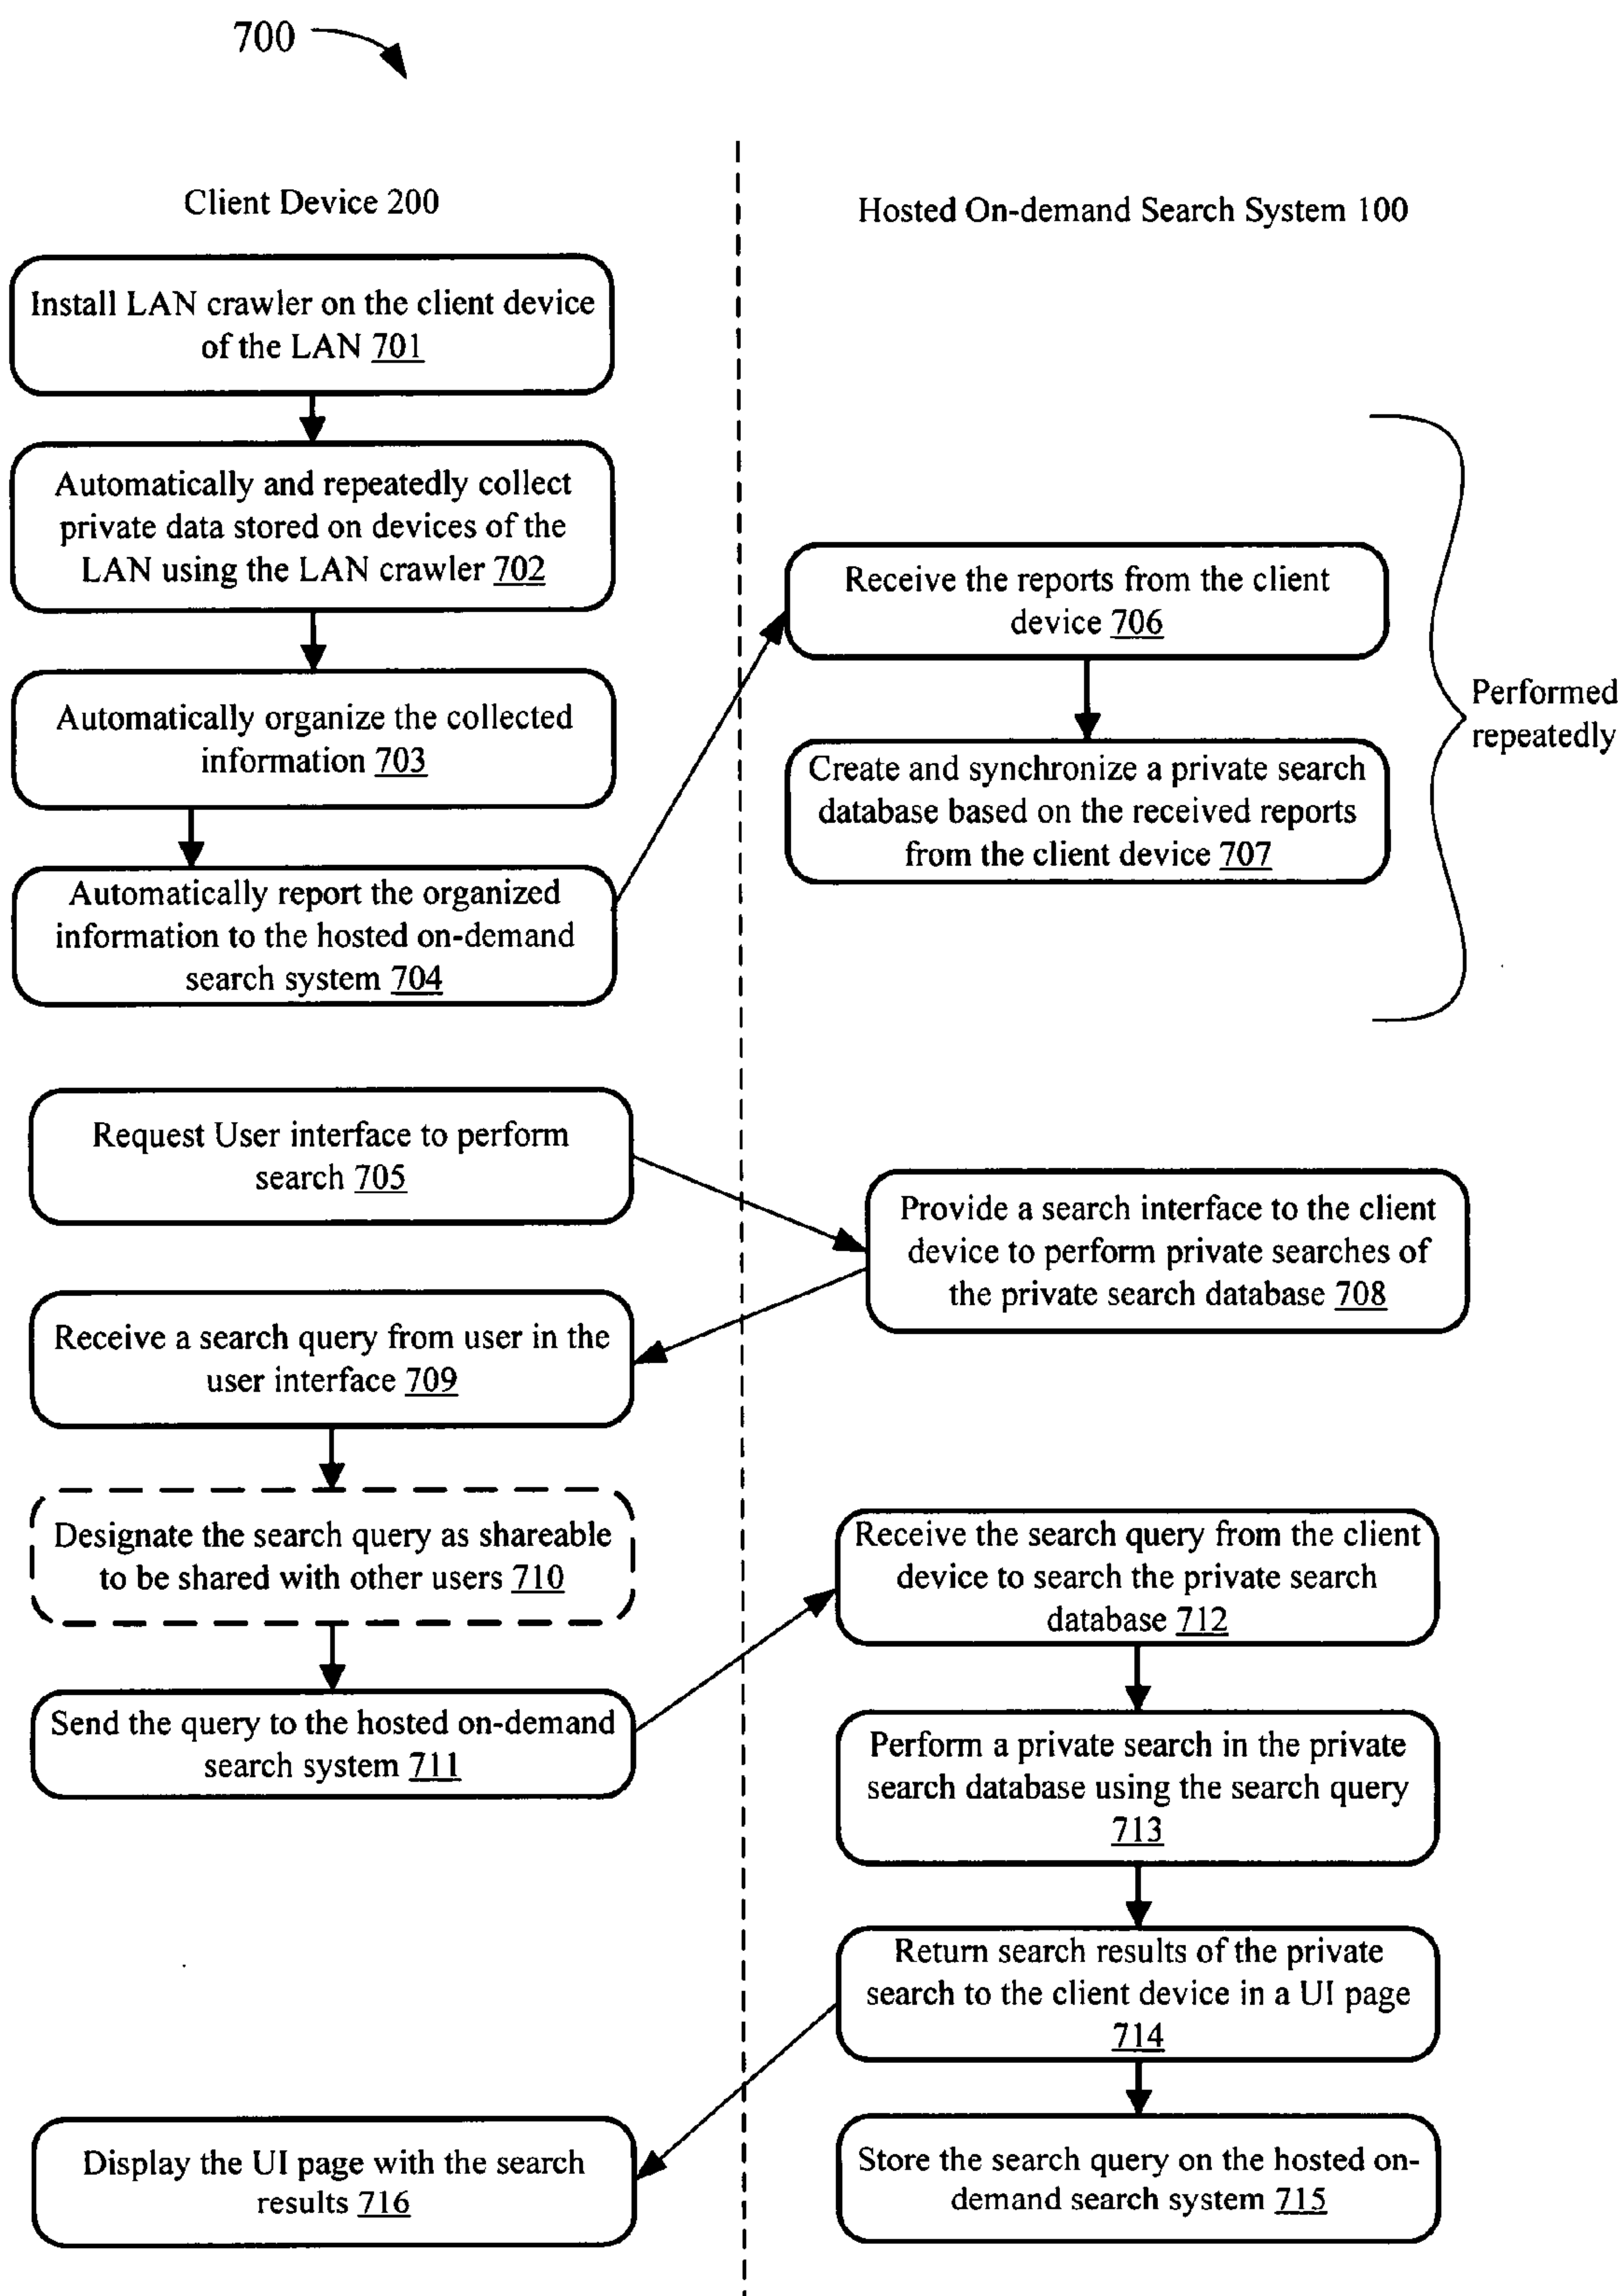 700
Client Device 200
Hosted On-demand Search System 100
Install LAN crawler on the client device
of the LAN 701
Automatically and repeatedly collect
private data stored on devices of the
LAN using the LAN crawler 702
Automatically organize the collected
information 703
Automatically report the organized
information to the hosted on-demand
search system 704
Receive the reports from the client
device 706
Create and synchronize a private search
database based on the received reports
from the client device 707
Performed
repeatedly
Request User interface to perform
search 705
Provide a search interface to the client
device to perform private searches of
the private search database 708
Receive a search query from user in the
user interface 709
Designate the search query as shareable
to be shared with other users 710
Send the query to the hosted on-demand
search system 711
Receive the search query from the client
device to search the private search
database 712
Perform a private search in the private
search database using the search query
713
Return search results of the private
search to the client device in a UI page
714
Store the search query on the hosted on-
demand search system 715
Display the UI page with the search
results 716